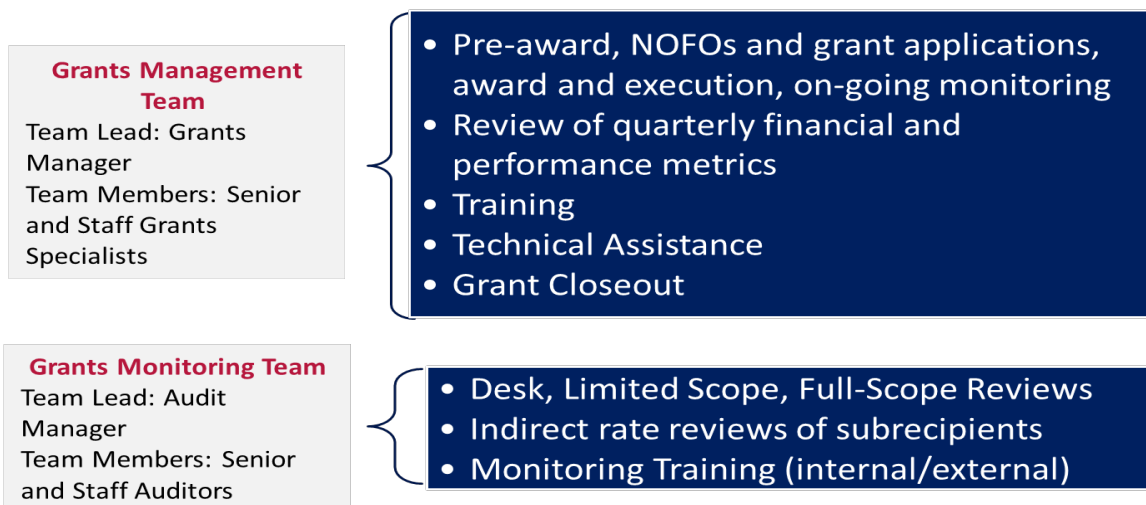 Grants Management
Team
Team Lead: Grants
Manager
Team Members: Senior
and Staff Grants
Specialists
• Pre-award, NOFOs and grant applications,
award and execution, on-going monitoring
• Review of quarterly financial and
performance metrics
• Training
• Technical Assistance
• Grant Closeout
Grants Monitoring Team
Team Lead: Audit
Manager
Team Members: Senior
and Staff Auditors
• Desk, Limited Scope, Full-Scope Reviews
• Indirect rate reviews of subrecipients
• Monitoring Training (internal/external)